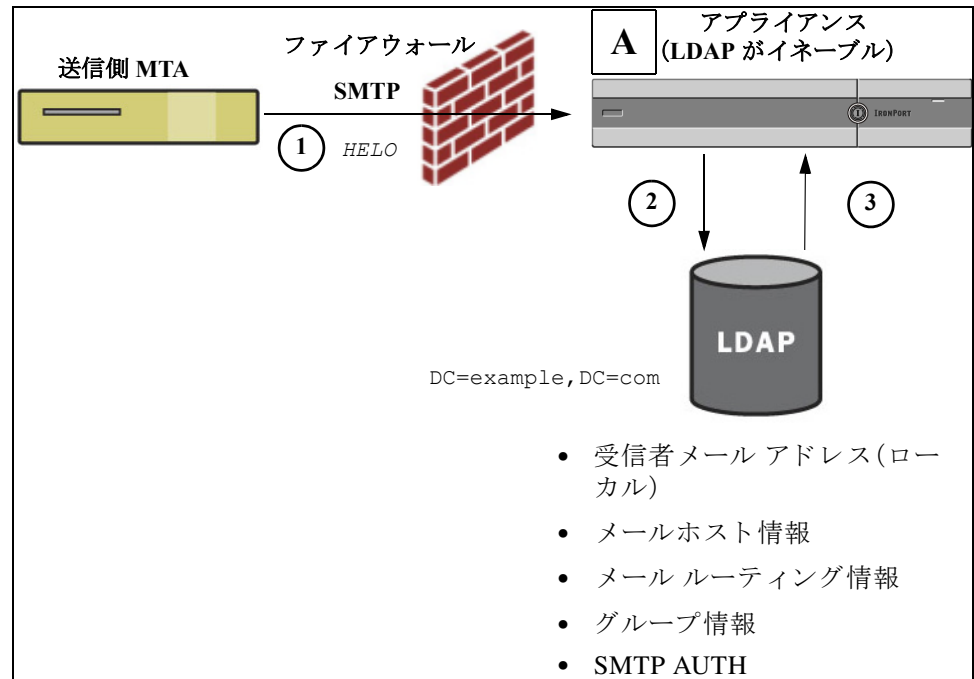 ファイアウォール
アプライアンス
A
(LDAP がイネーブル)
送信側 MTA
SMTP
1
HELO
IRONPORT
2
3
LDAP
DC=example,DC=com
• 受信者メール アドレス(ロー
カル)
• メールホスト情報
• メール ルーティング情報
• グループ情報
• SMTP AUTH